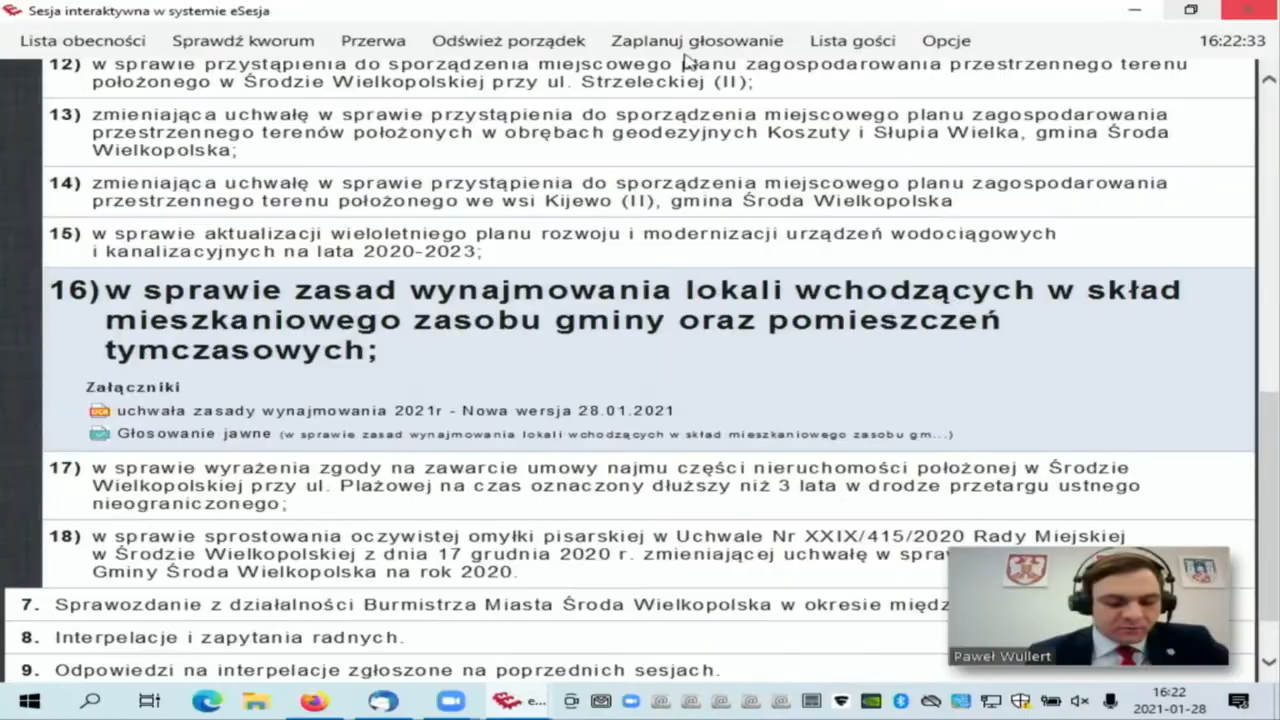 Sesja interaktywna w systemie eSesja
Lista obecności Sprawdź kworum Przerwa Odśwież porządek Zaplanuj głosowanie Lista gości Opcje 16:22:33
12) w sprawie przystąpienia do sporządzenia miejscowego planu zagospodarowania przestrzennego terenu
położonego w Środzie Wielkopolskiej przy ul. Strzeleckiej (II);
13) zmieniająca uchwałę w sprawie przystąpienia do sporządzenia miejscowego planu zagospodarowania
przestrzennego terenów położonych w obrębach geodezyjnych Koszuty i Słupia Wielka, gmina Środa
Wielkopolska;
14) zmieniająca uchwałę w sprawie przystąpienia do sporządzenia miejscowego planu zagospodarowania
przestrzennego terenu położonego we wsi Kijewo (II), gmina Środa Wielkopolska
15) w sprawie aktualizacji wieloletniego planu rozwoju i modernizacji urządzeń wodociągowych
i kanalizacyjnych na lata 2020-2023;
16) w sprawie zasad wynajmowania lokali wchodzących w skład
mieszkaniowego zasobu gminy oraz pomieszczeń
tymczasowych;
Załączniki
uchwała zasady wynajmowania 2021r - Nowa wersja 28.01.2021
Głosowanie jawne (w sprawie zasad wynajmowania lokali wchodzących w skład mieszkaniowego zasobu gm...)
17) w sprawie wyrażenia zgody na zawarcie umowy najmu części nieruchomości położonej w Środzie
Wielkopolskiej przy ul. Plażowej na czas oznaczony dłuższy niż 3 lata w drodze przetargu ustnego
nieograniczonego;
18) w sprawie sprostowania oczywistej omyłki pisarskiej w Uchwale Nr XXIX/415/2020 Rady Miejskiej
w Środzie Wielkopolskiej z dnia 17 grudnia 2020 r. zmieniającej uchwałę w spraw
Gminy Środa Wielkopolska na rok 2020.
7. Sprawozdanie z działalności Burmistrza Miasta Środa Wielkopolska w okresie międz
8. Interpelacje i zapytania radnych.
9. Odpowiedzi na interpelacje zgłoszone na poprzednich sesjach.
Paweł Wullert
e...
16:22
2021-01-28